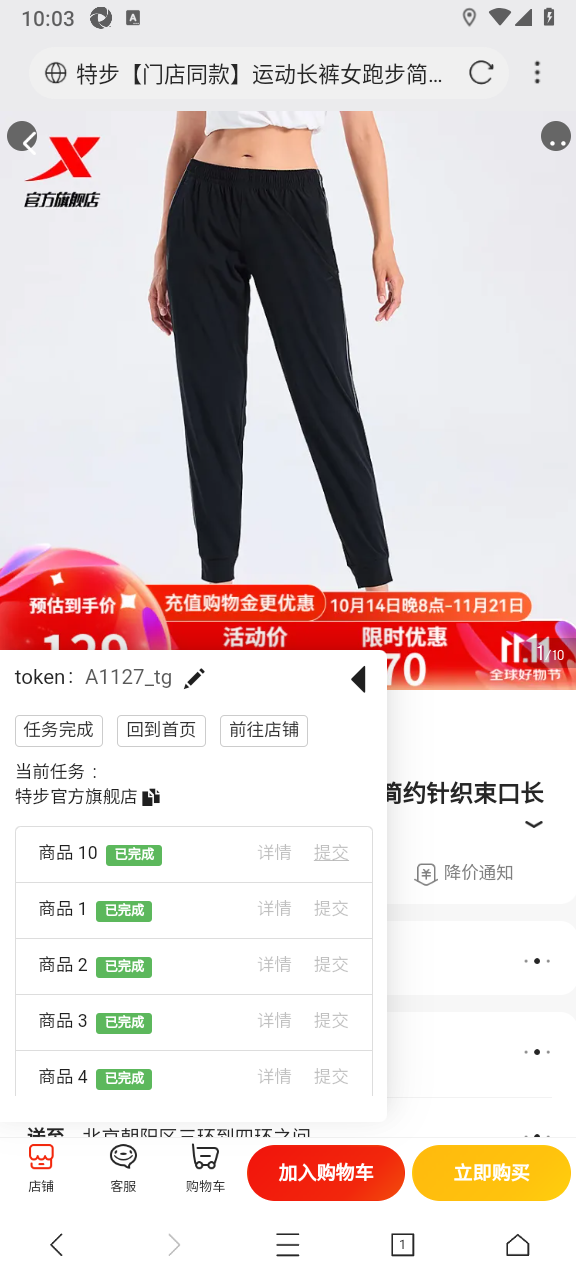 10:03
特步【门店同款】运动长裤女跑步简...
官方旗舰店
预估到手价
充值购物金更优惠
10月14日晚8点-11月21日
活动价
限时优惠
11.11
1/10
全球好物节
token： A1127_tg
任务完成
回到首页
前往店铺
当前任务：
特步官方旗舰店
简约针织束口长
降价通知
商品 10 已完成 详情 提交
商品 1 已完成 详情 提交
商品 2 已完成 详情 提交
商品 3 已完成 详情 提交
商品 4 已完成 详情 提交
送至 北京朝阳区三环到四环之间
店铺
客服
购物车
加入购物车
立即购买
1